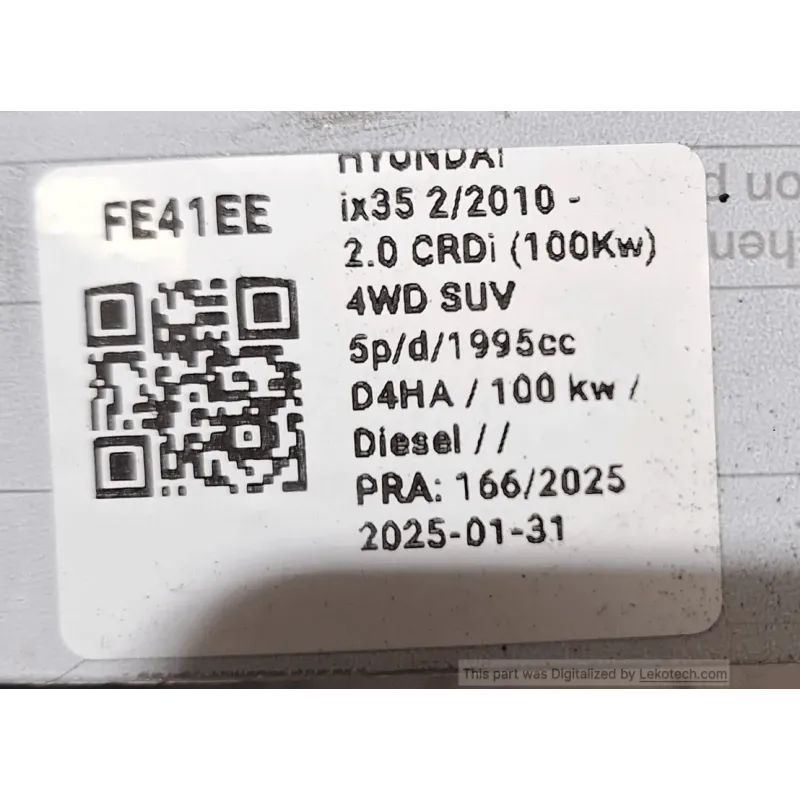 FE41EE
HYUNDAI
ix35 2/2010 -
2.0 CRDi (100Kw)
4WD SUV
5p/d/1995cc
D4HA / 100 kw /
Diesel / /
PRA: 166/2025
2025-01-31
This part was Digitalized by Lekotech.com